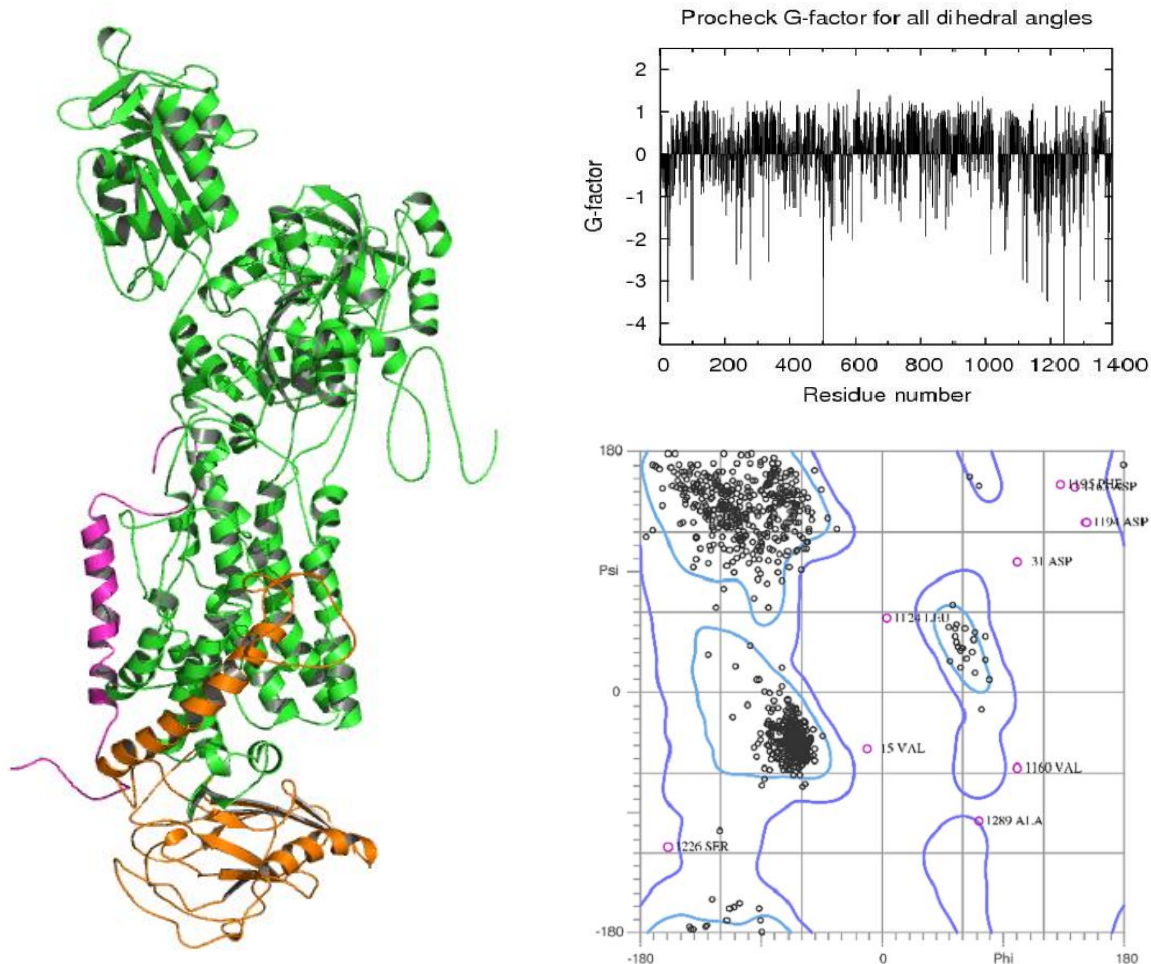 Procheck G-factor for all dihedral angles
2
1
0
-1
-2
-3
-4
G-factor
0 200 400 600 800 1000 1200 1400
Residue number
180
1195 PHE
ASP
1194 ASP
31 ASP
Psi
1124 LEU
0
15 VAL
1160 VAL
1289 ALA
1226 SER
-180
-180 0 Phi 180